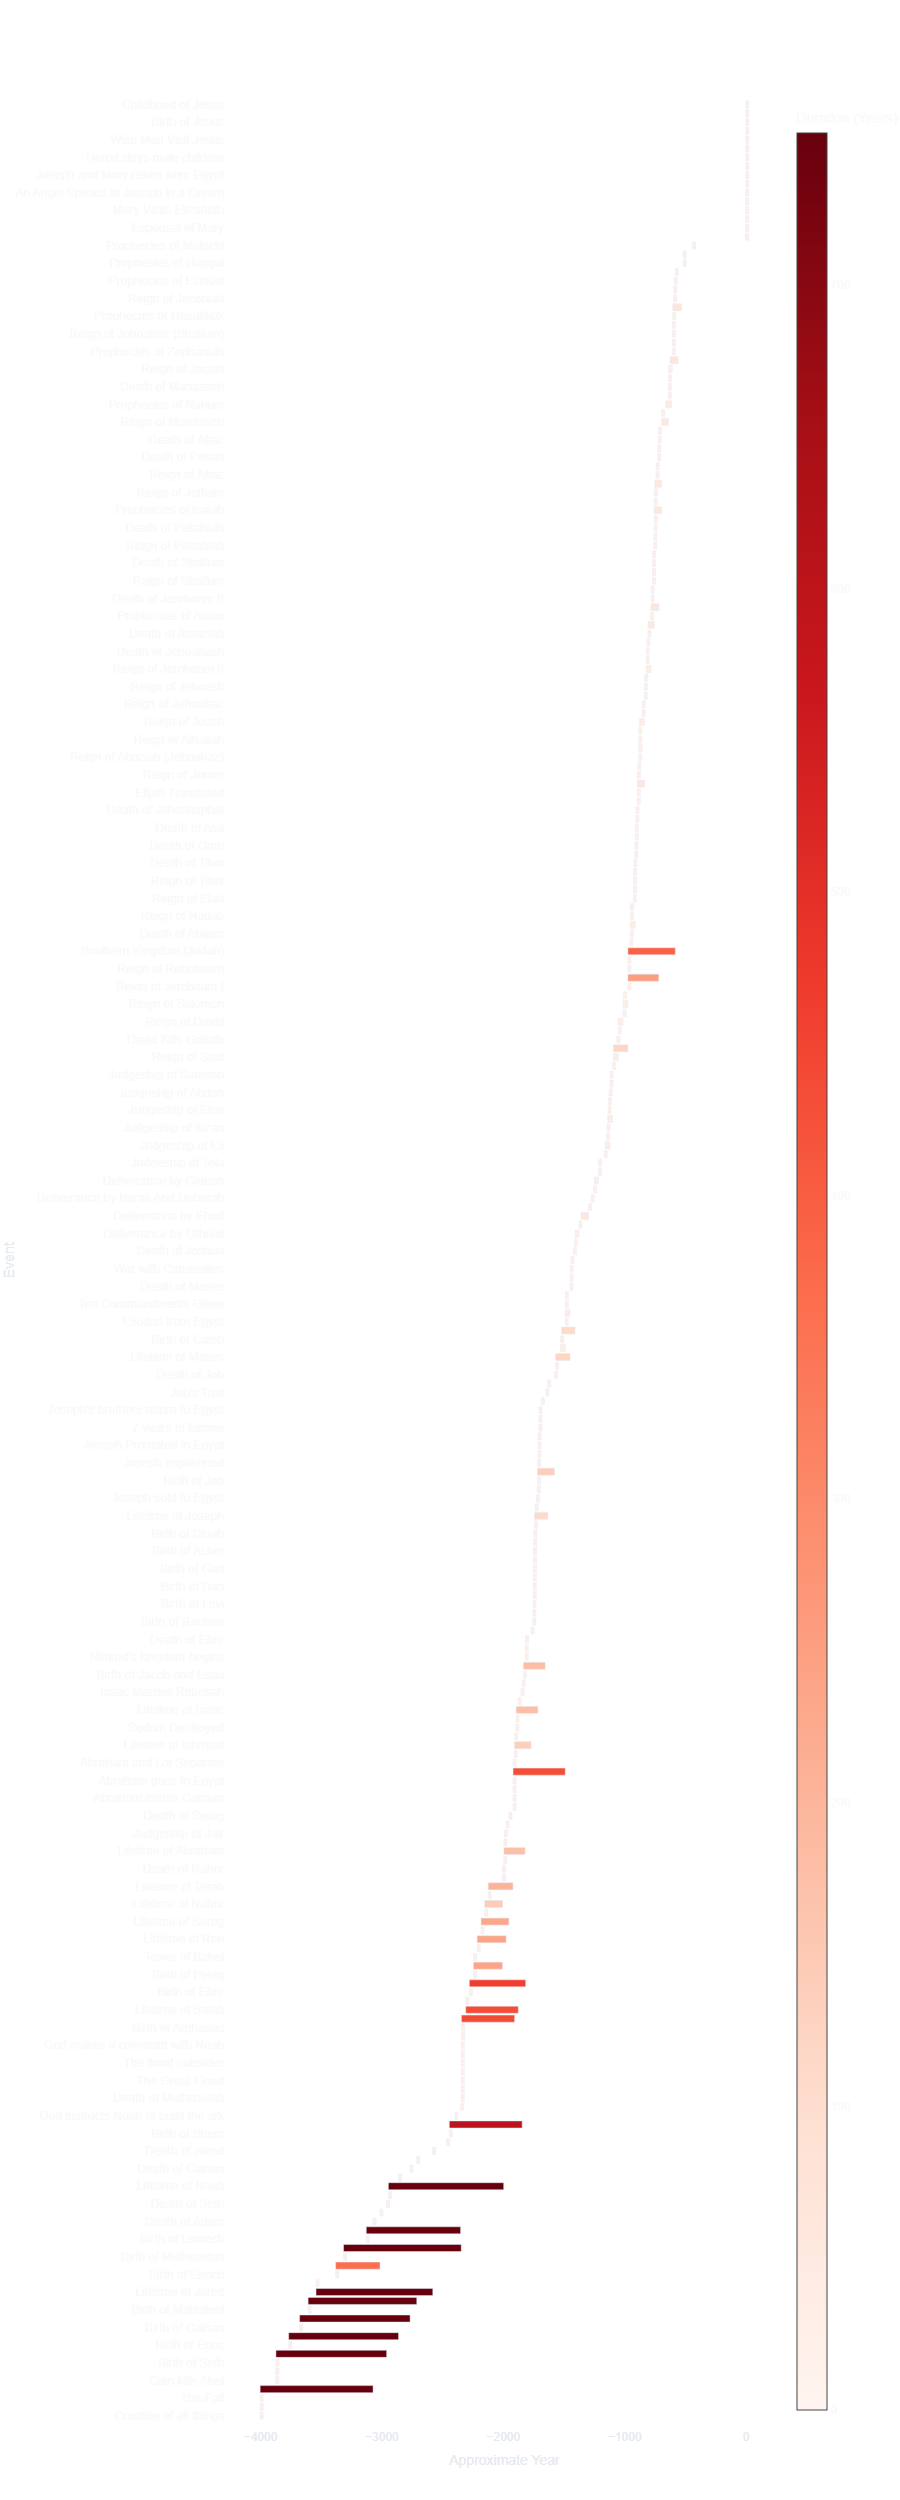 Childhood of Jesus
Birth of Jesus
Wise Men Visit Jesus
Herod slays male children
Joseph and Mary return from Egypt
An Angel Speaks to Joseph in a Dream
Mary Visits Elizabeth
Espousal of Mary
Prophecies of Malachi
Prophecies of Haggai
Prophecies of Ezekiel
Reign of Jeconiah
Prophecies of Habakkuk
Reign of Jehoahaz (Shallum)
Prophecies of Zephaniah
Reign of Josiah
Death of Manasseh
Prophecies of Nahum
Reign of Manasseh
Death of Ahaz
Death of Pekah
Reign of Ahaz
Reign of Jotham
Prophecies of Isaiah
Death of Pekahiah
Reign of Pekahiah
Death of Shallum
Reign of Shallum
Death of Jeroboam II
Prophecies of Amos
Death of Amaziah
Death of Jehoahash
Reign of Jeroboam II
Reign of Jehoash
Reign of Jehoahaz
Reign of Joash
Reign of Athaliah
Reign of Ahaziah (Jehoahaz)
Reign of Joram
Elijah Translated
Death of Jehoshaphat
Death of Asa
Death of Omri
Death of Tibni
Reign of Tibni
Reign of Elah
Reign of Nadab
Death of Abijam
Southern Kingdom (Judah)
Reign of Rehoboam
Reign of Jeroboam I
Reign of Solomon
Reign of David
David Kills Goliath
Reign of Saul
Judgeship of Samson
Judgeship of Abdon
Judgeship of Elon
Judgeship of Ibzan
Judgeship of Eli
Judgeship of Tola
Deliverance by Gideon
Deliverance by Barak And Deborah
Deliverance by Ehud
Deliverance by Othniel
Death of Joshua
War with Canaanites
Death of Moses
Ten Commandments Given
Exodus from Egypt
Birth of Caleb
Lifetime of Moses
Death of Job
Job's Trial
Joseph's brothers return to Egypt
7 years of famine
Joseph Promoted in Egypt
Joseph Imprisoned
Birth of Job
Joseph sold to Egypt
Lifetime of Joseph
Birth of Dinah
Birth of Asher
Birth of Gad
Birth of Dan
Birth of Levi
Birth of Reuben
Death of Eber
Nimrod's kingdom begins
Birth of Jacob and Esau
Isaac Marries Rebekah
Lifetime of Isaac
Sodom Destroyed
Lifetime of Ishmael
Abraham and Lot Separate
Abraham goes to Egypt
Abraham enters Canaan
Death of Serug
Judgeship of Jair
Lifetime of Abraham
Death of Nahor
Lifetime of Terah
Lifetime of Nahor
Lifetime of Serug
Lifetime of Reu
Tower of Babel
Birth of Peleg
Birth of Eber
Lifetime of Salah
Birth of Arphaxad
God makes a covenant with Noah
The flood subsides
The Great Flood
Death of Methuselah
God instructs Noah to build the ark
Birth of Shem
Death of Jared
Death of Cainan
Lifetime of Noah
Death of Seth
Death of Adam
Birth of Lamech
Birth of Methuselah
Birth of Enoch
Lifetime of Jared
Birth of Mahalaleel
Birth of Cainan
Birth of Enos
Birth of Seth
Cain kills Abel
The Fall
Creation of all things
Event
−4000
−3000
−2000
−1000
0
Approximate Year
Duration (Years)
700
600
500
400
300
200
100
0